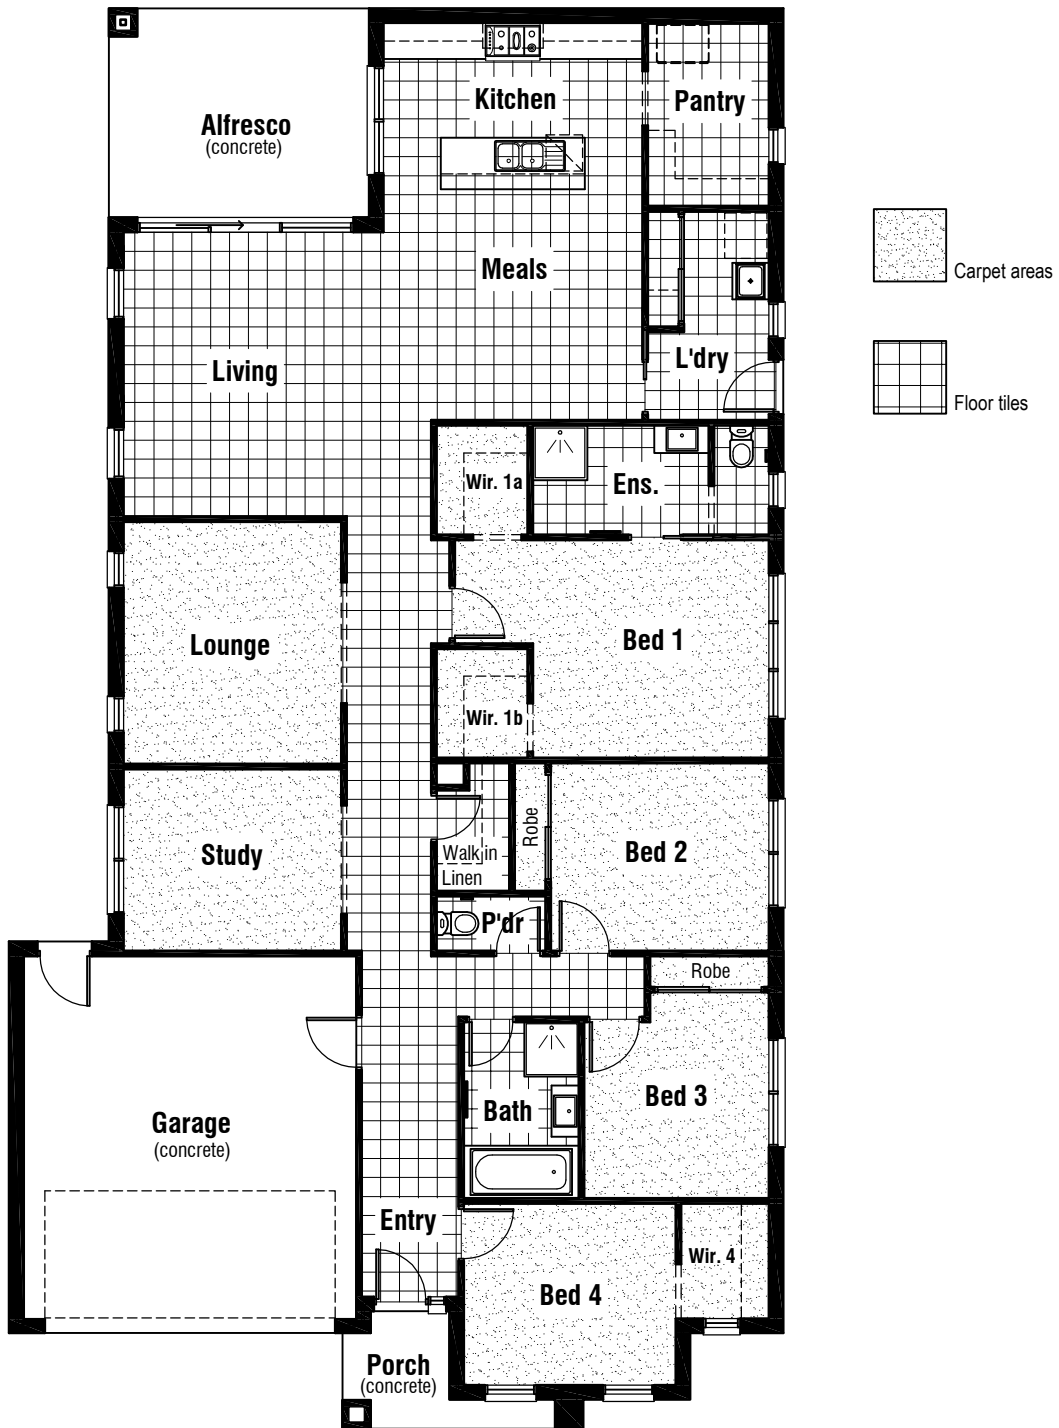 Kitchen
Pantry
Alfresco
(concrete)
Meals
Carpet areas
L'dry
Living
Floor tiles
Wir. 1a
Ens.
Lounge
Bed 1
Wir. 1b
Robe
Walk in
Linen
Study
Bed 2
P'dr
Robe
Bed 3
Bath
Garage
(concrete)
Entry
Wir. 4
Bed 4
Porch
(concrete)